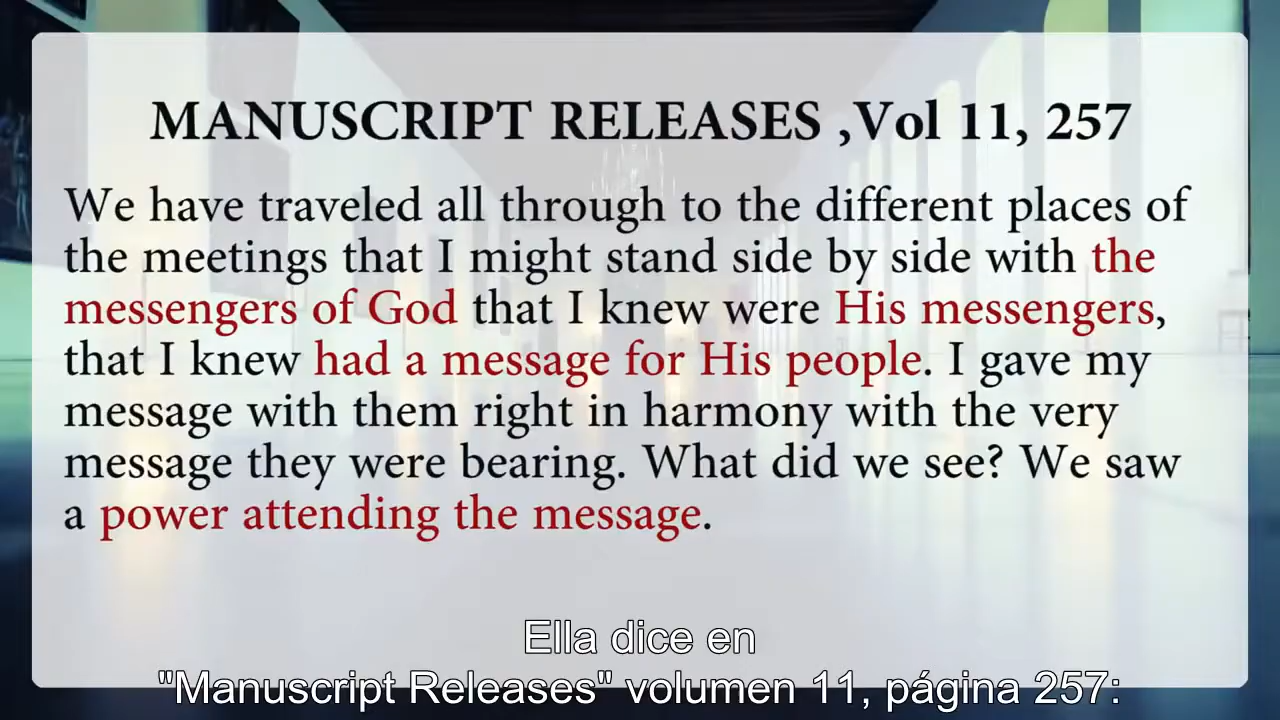 MANUSCRIPT RELEASES ,Vol 11, 257
We have traveled all through to the different places of
the meetings that I might stand side by side with the
messengers of God that I knew were His messengers,
that I knew had a message for His people. I gave my
message with them right in harmony with the very
message they were bearing. What did we see? We saw
a power attending the message.
Ella dice en
"Manuscript Releases" volumen 11, página 257: